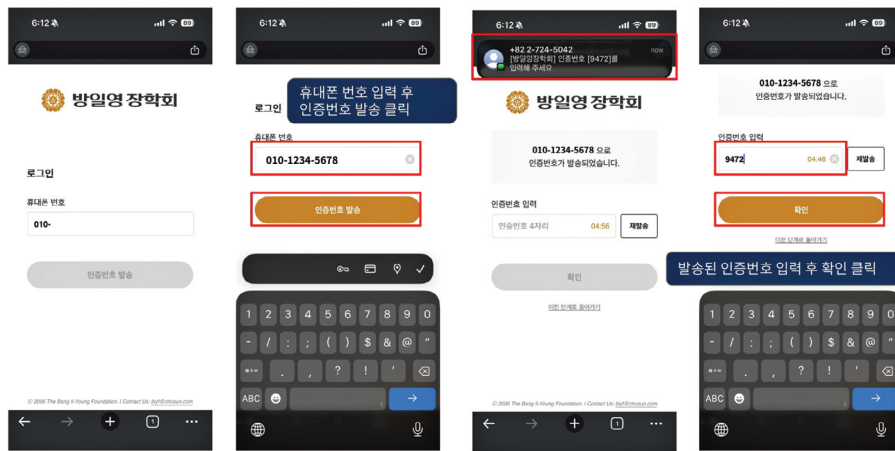 6:12
89
방일영장학회
로그인
휴대폰 번호
010-
인증번호 발송
© 2006 The Bang Il-Young Foundation. | Contact Us: bijf@chosun.com
1
6:12
89
휴대폰 번호 입력 후
인증번호 발송 클릭
로그인
휴대폰 번호
010-1234-5678
인증번호 발송
1 2 3 4 5 6 7 8 9 0
- / : ; ( ) $ & @ "
. , ? ! '
ABC
6:12
89
+82 2-724-5042
now
[방일영장학회] 인증번호 [9472]를
입력해 주세요
방일영장학회
010-1234-5678 으로
인증번호가 발송되었습니다.
인증번호 입력
인증번호 4자리
04:56
재발송
확인
이전 단계로 돌아가기
© 2006 The Bang Il-Young Foundation. | Contact Us: bijf@chosun.com
1
6:12
89
010-1234-5678 으로
인증번호가 발송되었습니다.
인증번호 입력
9472
04:46
재발송
확인
이전 단계로 돌아가기
발송된 인증번호 입력 후 확인 클릭
1 2 3 4 5 6 7 8 9 0
- / : ; ( ) $ & @ "
. , ? ! '
ABC